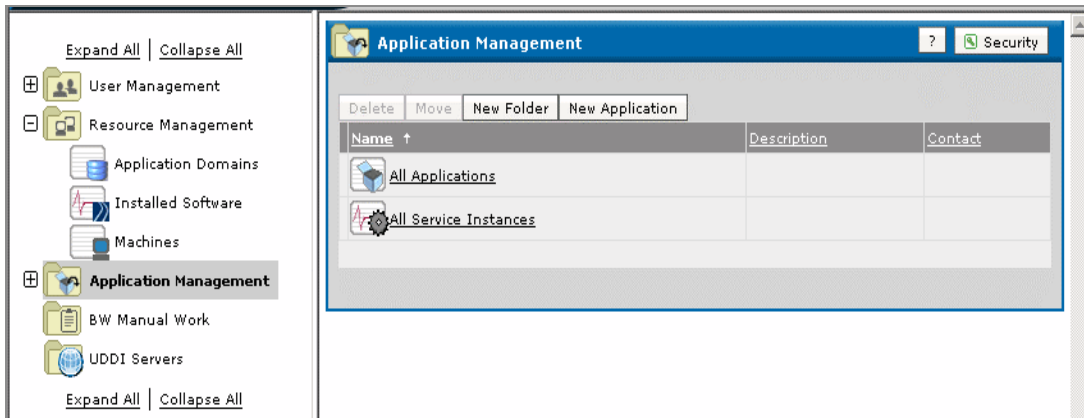 Expand All | Collapse All
User Management
Resource Management
Application Domains
Installed Software
Machines
Application Management
BW Manual Work
UDDI Servers
Expand All | Collapse All
Application Management ? Security
Delete Move New Folder New Application
Name ↑ Description Contact
All Applications
All Service Instances